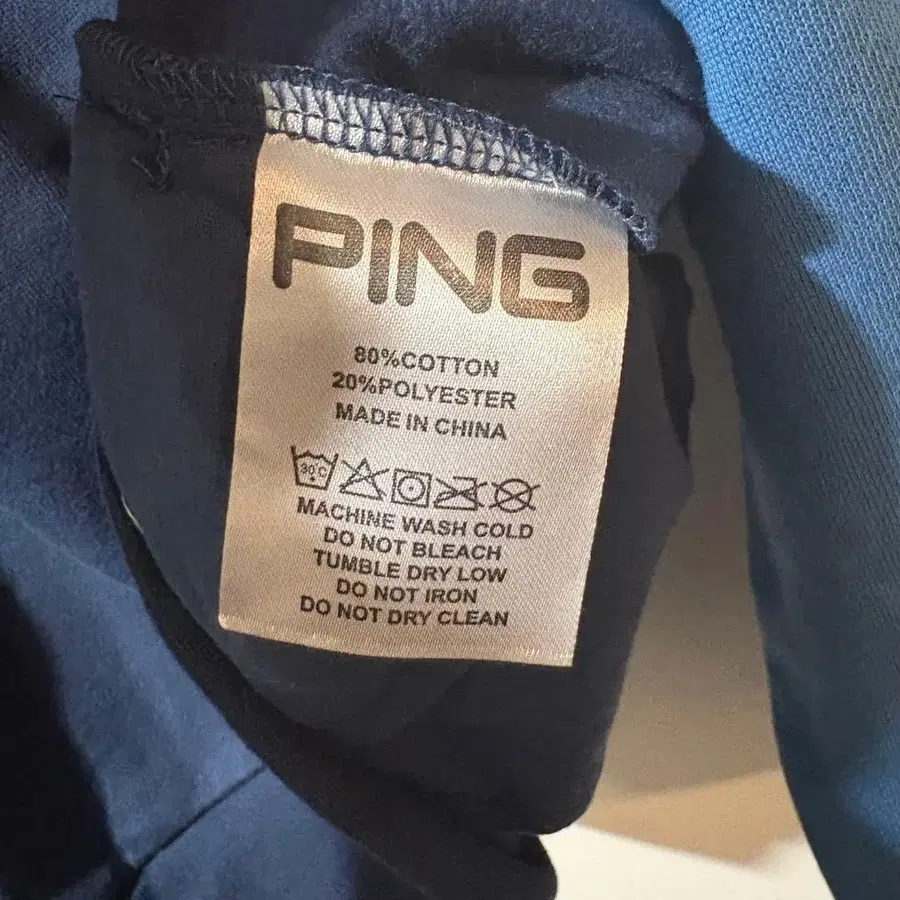 PING
80%COTTON
20%POLYESTER
MADE IN CHINA
30°C
MACHINE WASH COLD
DO NOT BLEACH
TUMBLE DRY LOW
DO NOT IRON
DO NOT DRY CLEAN